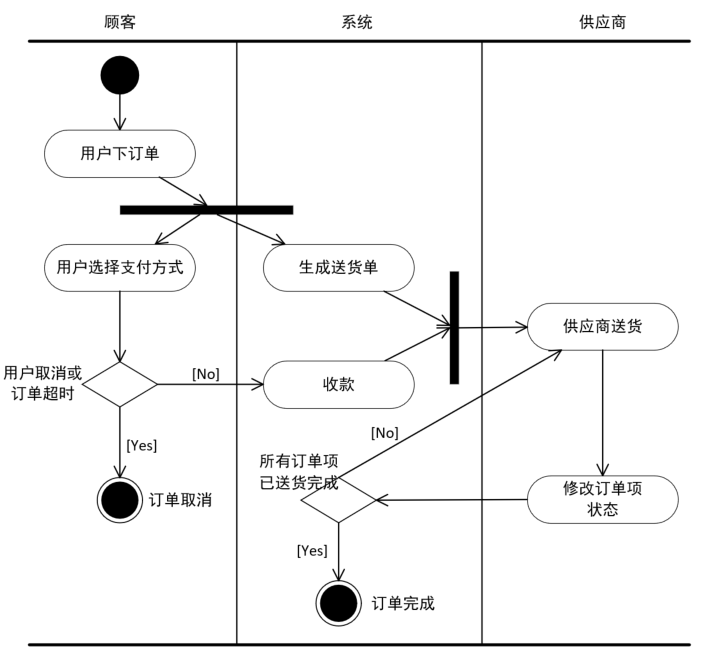 顾客
系统
供应商
用户下订单
用户选择支付方式
生成送货单
供应商送货
用户取消或
订单超时
[No]
收款
[No]
[Yes]
所有订单项
已送货完成
订单取消
修改订单项
状态
[Yes]
订单完成